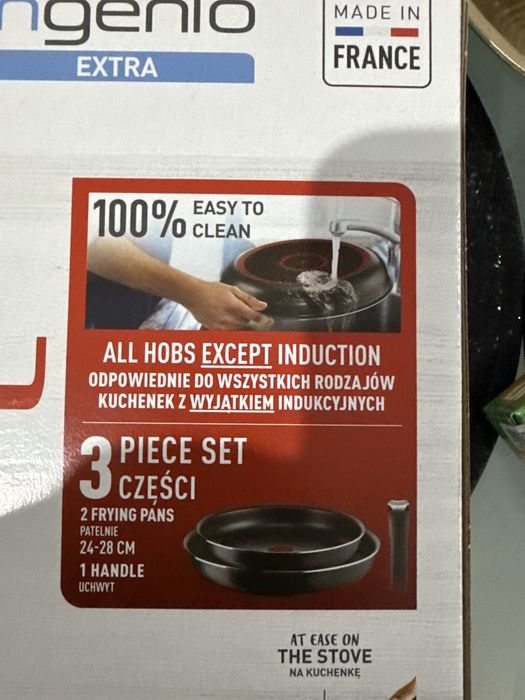 ngenio
EXTRA
MADE IN
FRANCE
100% EASY TO
CLEAN
ALL HOBS EXCEPT INDUCTION
ODPOWIEDNIE DO WSZYSTKICH RODZAJÓW
KUCHENEK Z WYJĄTKIEM INDUKCYJNYCH
3 PIECE SET
CZĘŚCI
2 FRYING PANS
PATELNIE
24-28 CM
1 HANDLE
UCHWYT
AT EASE ON
THE STOVE
NA KUCHENKĘ